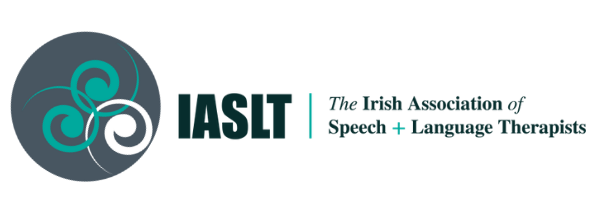 IASLT
The Irish Association of
Speech + Language Therapists